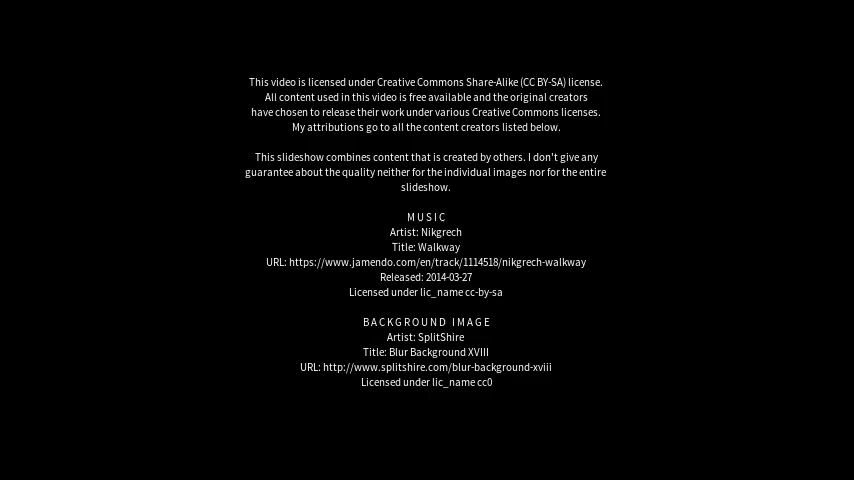 This video is licensed under Creative Commons Share-Alike (CC BY-SA) license.
All content used in this video is free available and the original creators
have chosen to release their work under various Creative Commons licenses.
My attributions go to all the content creators listed below.
This slideshow combines content that is created by others. I don't give any
guarantee about the quality neither for the individual images nor for the entire
slideshow.
MUSIC
Artist: Nikgrech
Title: Walkway
URL: https://www.jamendo.com/en/track/1114518/nikgrech-walkway
Released: 2014-03-27
Licensed under lic_name cc-by-sa
BACKGROUND IMAGE
Artist: SplitShire
Title: Blur Background XVIII
URL: http://www.splitshire.com/blur-background-xviii
Licensed under lic_name cc0